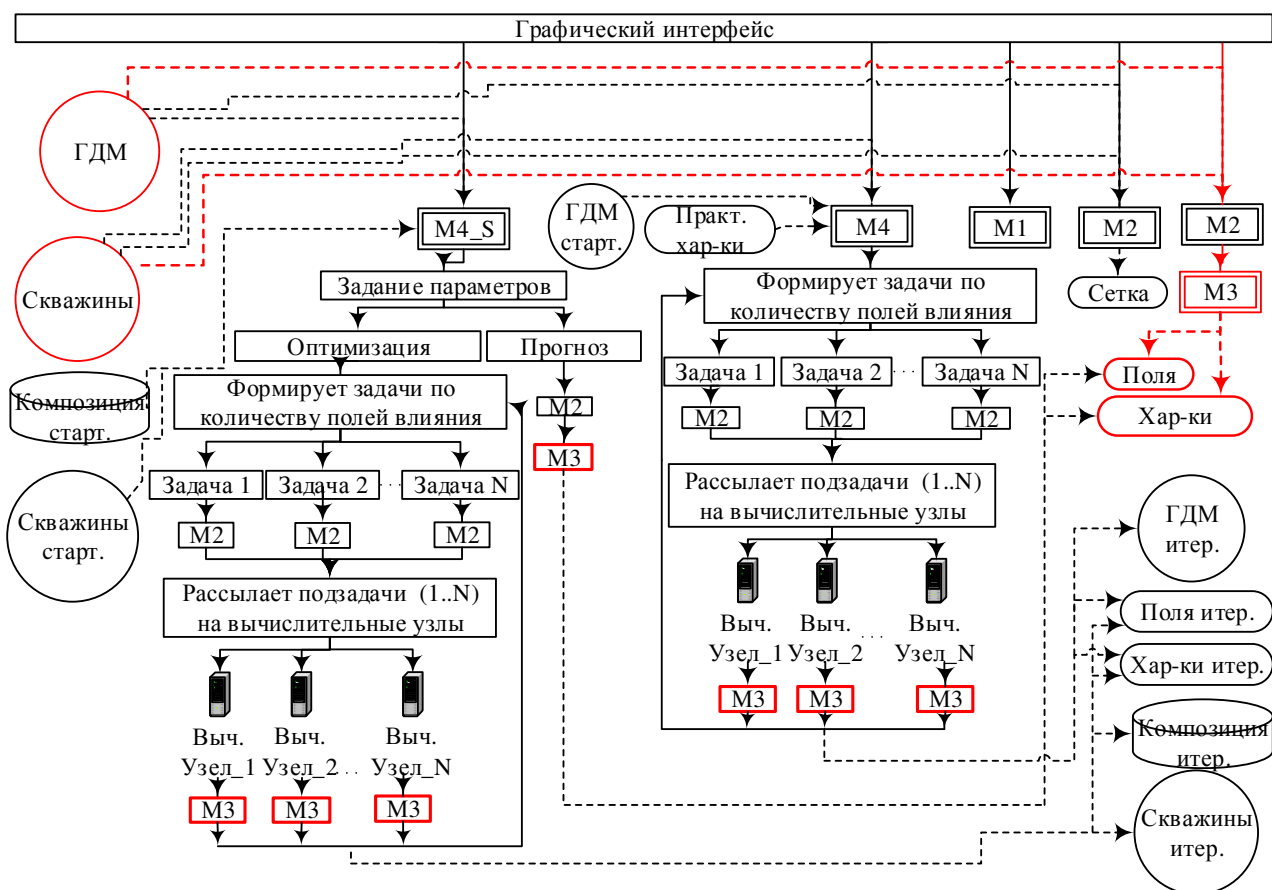 Графический интерфейс
ГДМ
Скважины
Композиция
старт.
Скважины
старт.
M4_S
Задание параметров
Оптимизация
Прогноз
Формирует задачи по
количеству полей влияния
Задача 1
Задача 2
...
Задача N
M2
M2
M2
Рассылает подзадачи (1..N)
на вычислительные узлы
Выч.
Узел_1
Выч.
Узел_2
...
Выч.
Узел_N
M3
M3
M3
M2
M3
ГДМ
старт.
Практ.
хар-ки
M4
Формирует задачи по
количеству полей влияния
Задача 1
Задача 2
...
Задача N
M2
M2
M2
Рассылает подзадачи (1..N)
на вычислительные узлы
Выч.
Узел_1
Выч.
Узел_2
...
Выч.
Узел_N
M3
M3
M3
M1
M2
Сетка
M2
M3
Поля
Хар-ки
ГДМ
итер.
Поля итер.
Хар-ки итер.
Композиция
итер.
Скважины
итер.